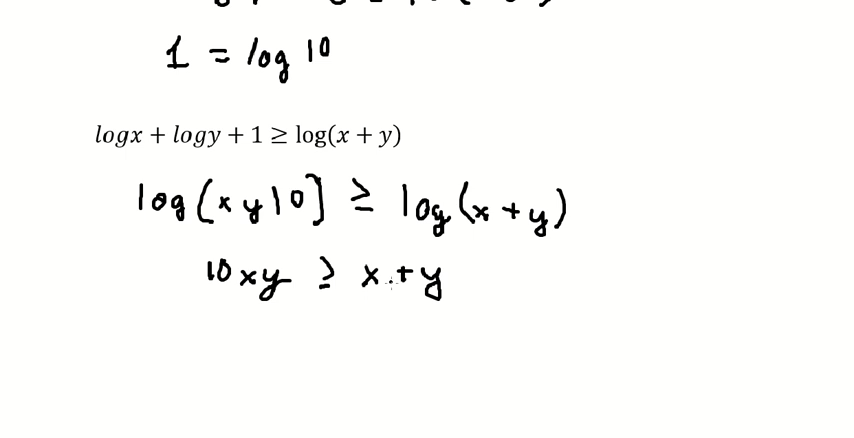 1 = log 10
logx + logy + 1 ≥ log(x + y)
log(xy10] ≥ log(x+y)
10xy ≥ x+y